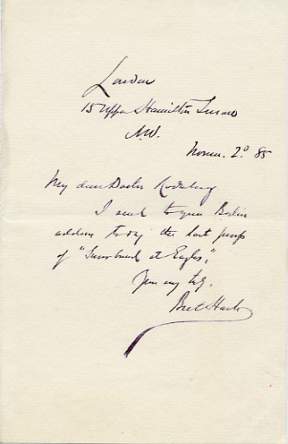 London
15 Upper Hamilton Terrace
N.W.
Novem. 2d 85
My dear Doctor Rodenberg
I send to your Berlin
address today the last proofs
of "Snowbound at Eagles,"
Yours very truly
Bret Harte